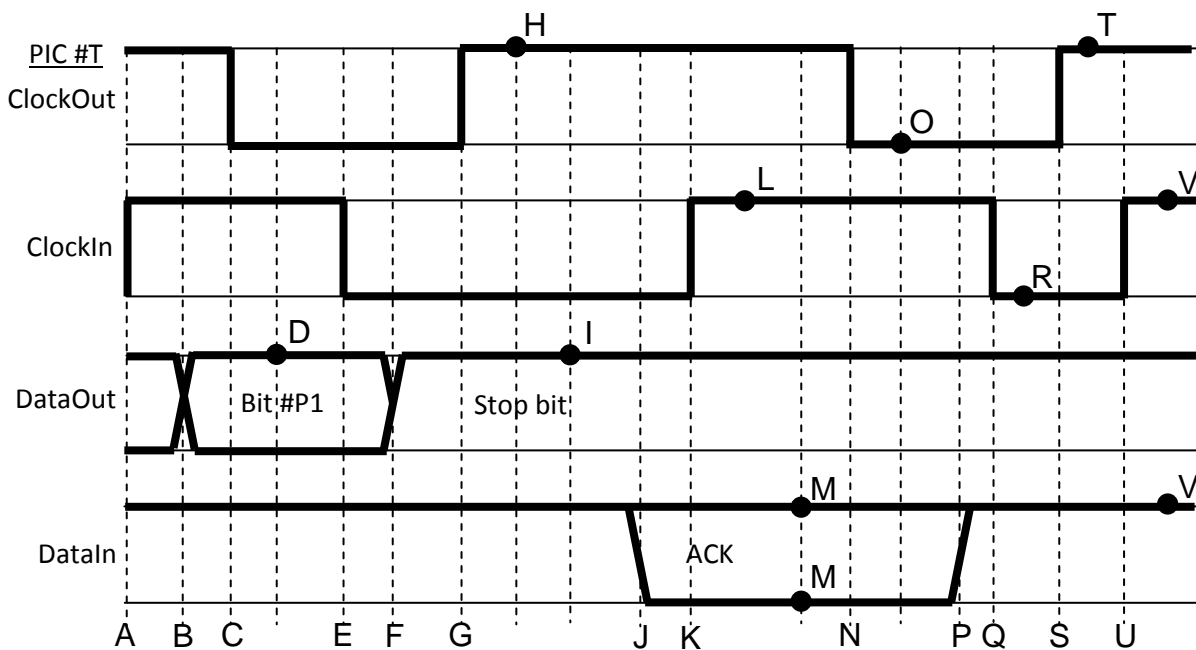 H
T
PIC #T
ClockOut
O
L
V
ClockIn
R
D
I
DataOut
Bit #P1
Stop bit
M
V
DataIn
ACK
M
A B C E F G J K N P Q S U